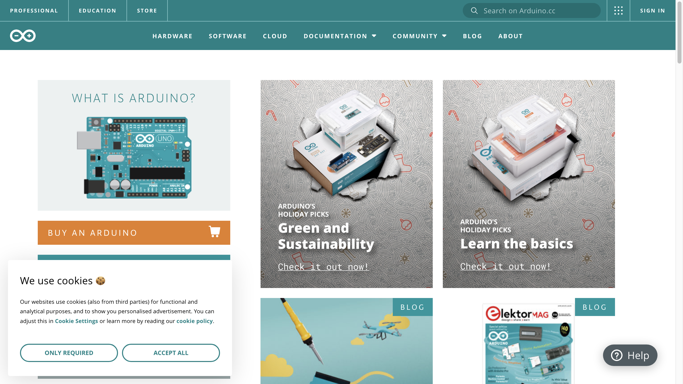 PROFESSIONAL
EDUCATION
STORE
Search on Arduino.cc
SIGN IN
HARDWARE
SOFTWARE
CLOUD
DOCUMENTATION
COMMUNITY
BLOG
ABOUT
WHAT IS ARDUINO?
UNO
ARDUINO
BUY AN ARDUINO
ARDUINO'S
HOLIDAY PICKS
Green and
Sustainability
Check it out now!
ARDUINO'S
HOLIDAY PICKS
Learn the basics
Check it out now!
BLOG
BLOG
elektorMAG
We use cookies
Our websites use cookies (also from third parties) for functional and
analytical purposes, and to show you personalised advertisement. You can
adjust this in Cookie Settings or learn more by reading our cookie policy.
ONLY REQUIRED
ACCEPT ALL
Help